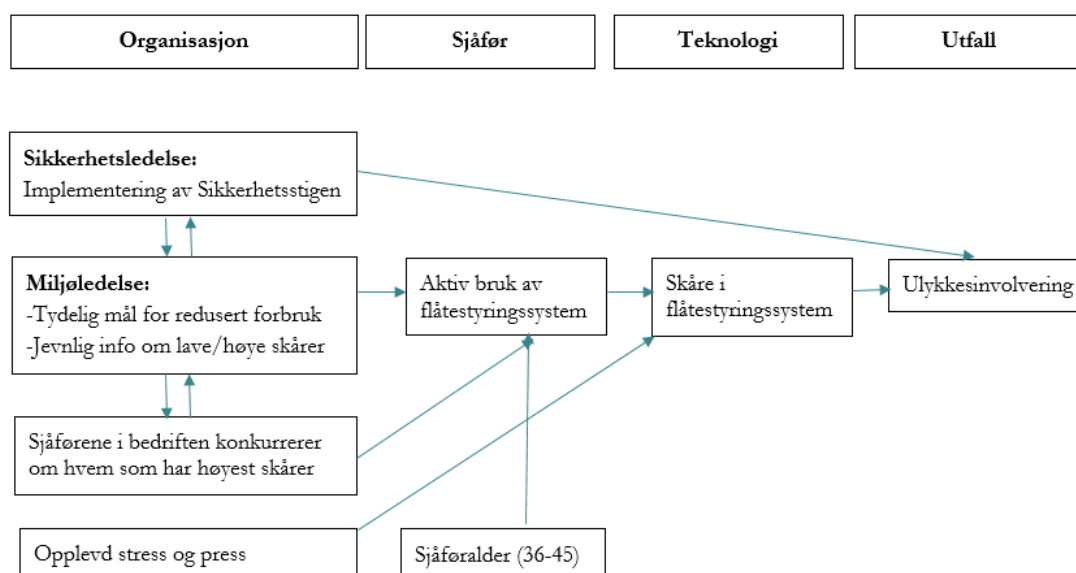 Organisasjon
Sjåfør
Teknologi
Utfall
Sikkerhetsledelse:
Implementering av Sikkerhetsstigen
Miljøledelse:
-Tydelig mål for redusert forbruk
-Jevnlig info om lave/høye skårer
Aktiv bruk av
flåtestyringssystem
Skåre i
flåtestyringssystem
Ulykkesinvolvering
Sjåførene i bedriften konkurrerer
om hvem som har høyest skårer
Opplevd stress og press
Sjåføralder (36-45)